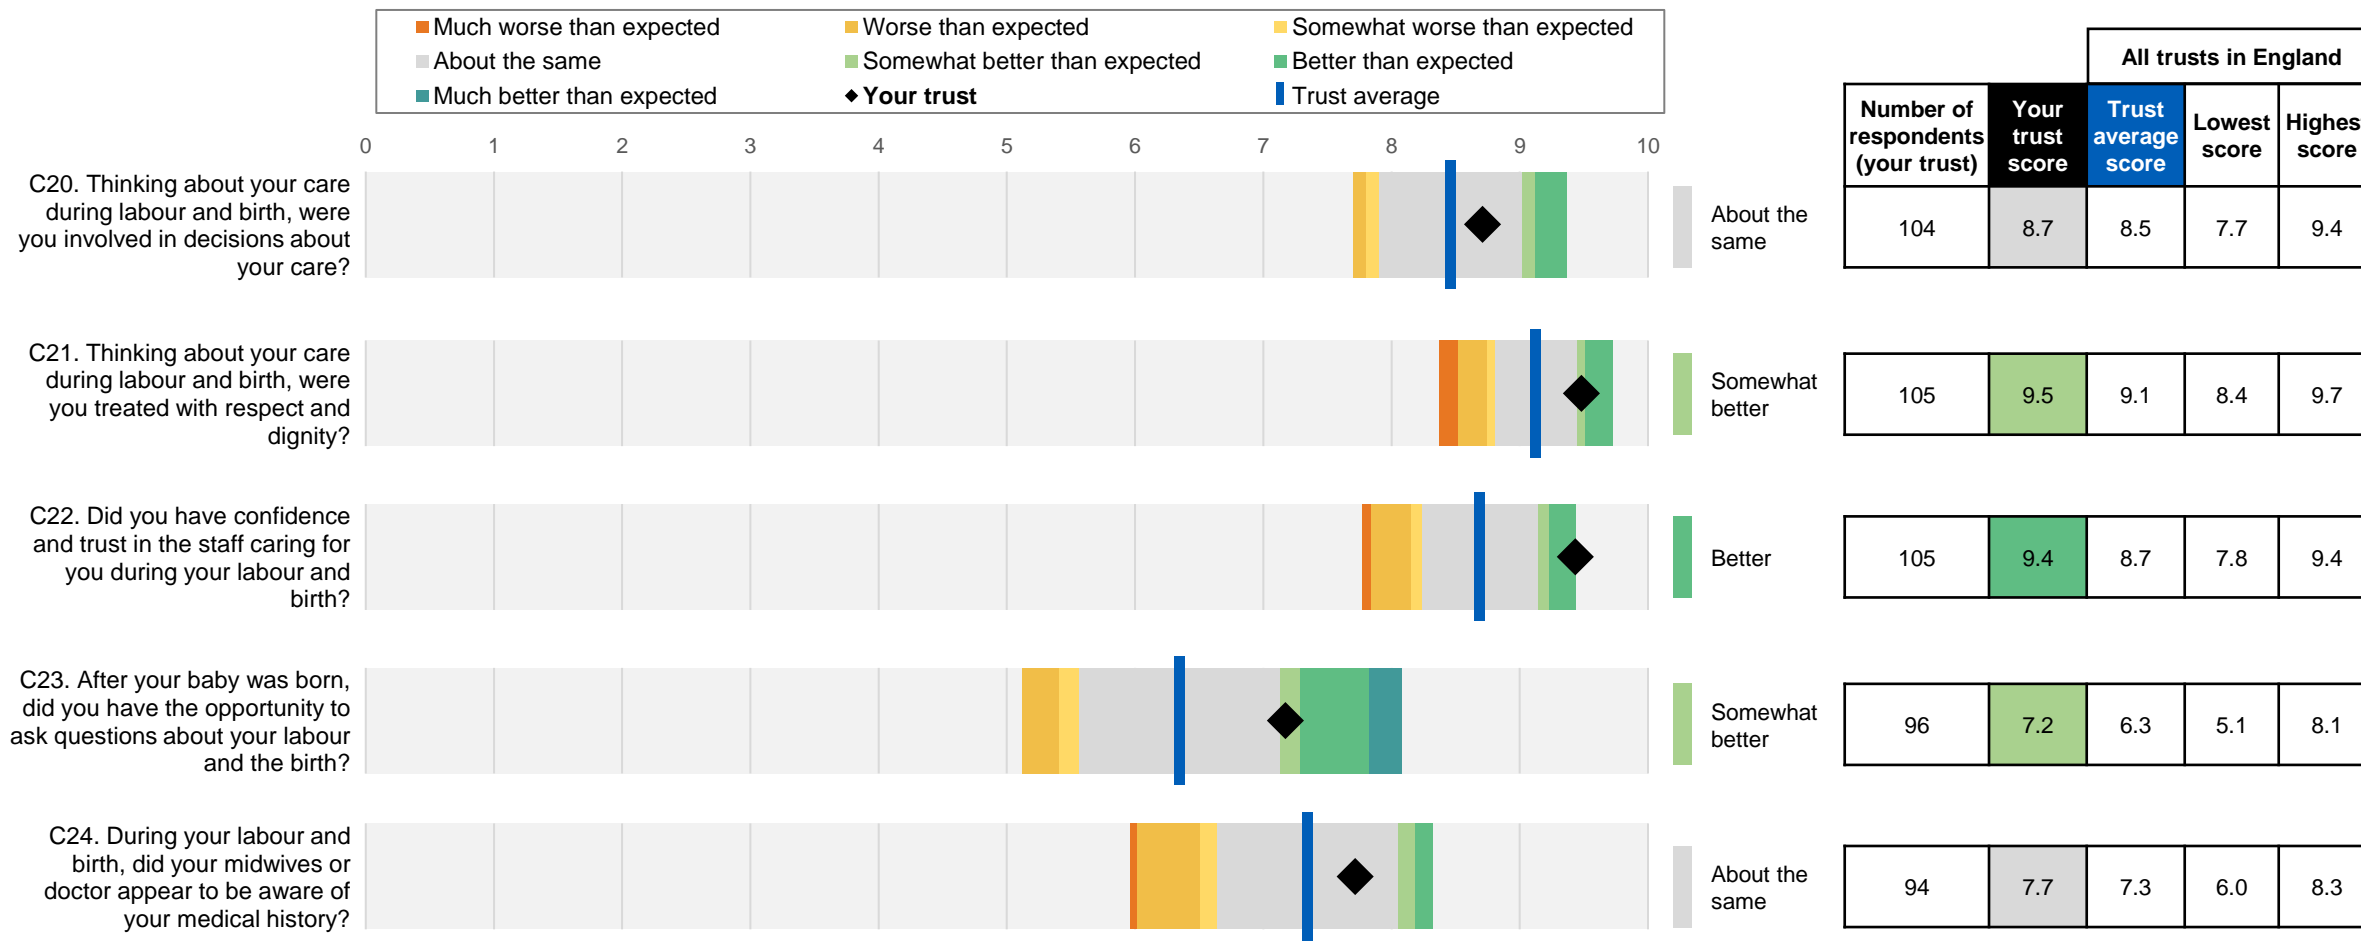 Much worse than expected
Worse than expected
Somewhat worse than expected
About the same
Somewhat better than expected
Better than expected
Much better than expected
Your trust
Trust average
All trusts in England
Number of respondents (your trust)
Your trust score
Trust average score
Lowest score
Highes score
0 1 2 3 4 5 6 7 8 9 10
C20. Thinking about your care
during labour and birth, were
you involved in decisions about
your care?
About the
same
104 8.7 8.5 7.7 9.4
C21. Thinking about your care
during labour and birth, were
you treated with respect and
dignity?
Somewhat
better
105 9.5 9.1 8.4 9.7
C22. Did you have confidence
and trust in the staff caring for
you during your labour and
birth?
Better
105 9.4 8.7 7.8 9.4
C23. After your baby was born,
did you have the opportunity to
ask questions about your labour
and the birth?
Somewhat
better
96 7.2 6.3 5.1 8.1
C24. During your labour and
birth, did your midwives or
doctor appear to be aware of
your medical history?
About the
same
94 7.7 7.3 6.0 8.3